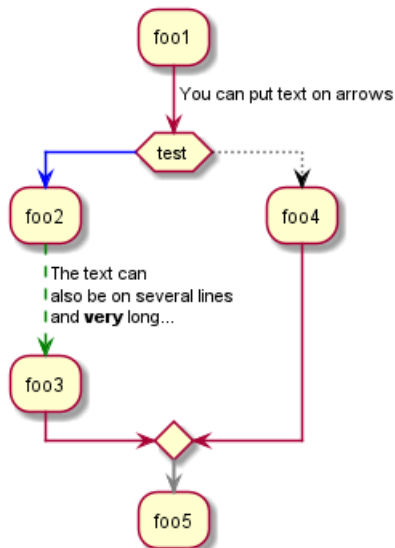 foo1
You can put text on arrows
test
foo2
foo4
The text can
also be on several lines
and very long...
foo3
foo5